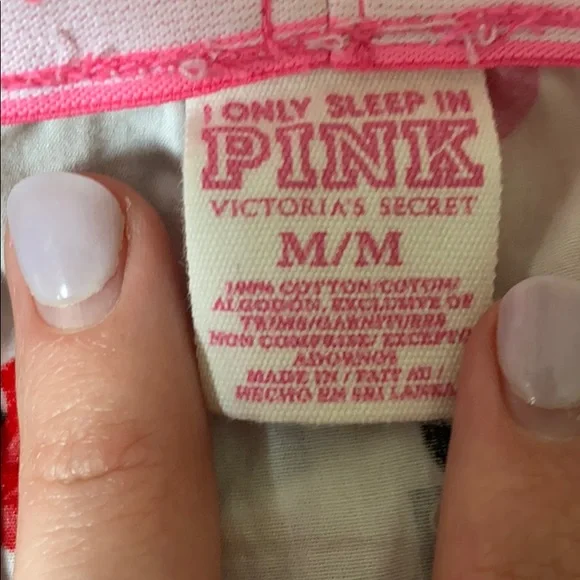 I ONLY SLEEP IN
PINK
VICTORIA'S SECRET
M/M
100% COTTON/COTON/
ALGODON, EXCLUSIVE OF
TRIMS/GARNITURES
NON COMPRISE/EXCEPTO
ADORNOS
MADE IN/FAIT AU/
HECHO EN SRI LANKA